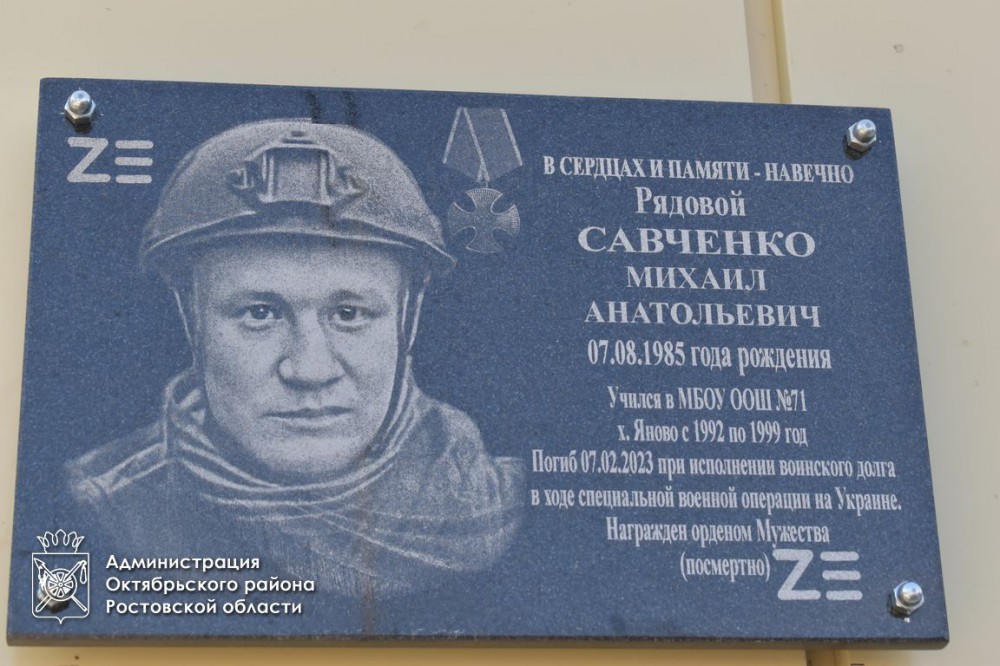 ZΞ
В СЕРДЦАХ И ПАМЯТИ - НАВЕЧНО
Рядовой
САВЧЕНКО
МИХАИЛ
АНАТОЛЬЕВИЧ
07.08.1985 года рождения
Учился в МБОУ ООШ №71
х. Яново с 1992 по 1999 год
Погиб 07.02.2023 при исполнении воинского долга
в ходе специальной военной операции на Украине.
Награжден орденом Мужества
(посмертно)
ZΞ
Администрация
Октябрьского района
Ростовской области